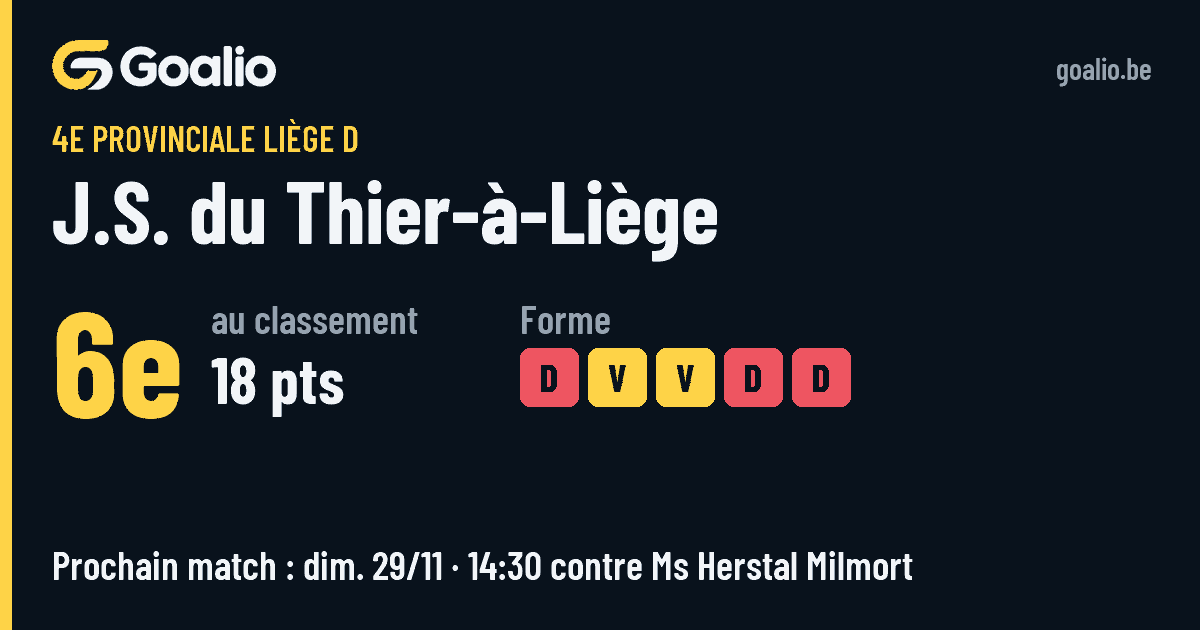 Goalio
goalio.be
4E PROVINCIALE LIÈGE D
J.S. du Thier-à-Liège
6e
au classement
18 pts
Forme
D V V D D
Prochain match : dim. 29/11 · 14:30 contre Ms Herstal Milmort